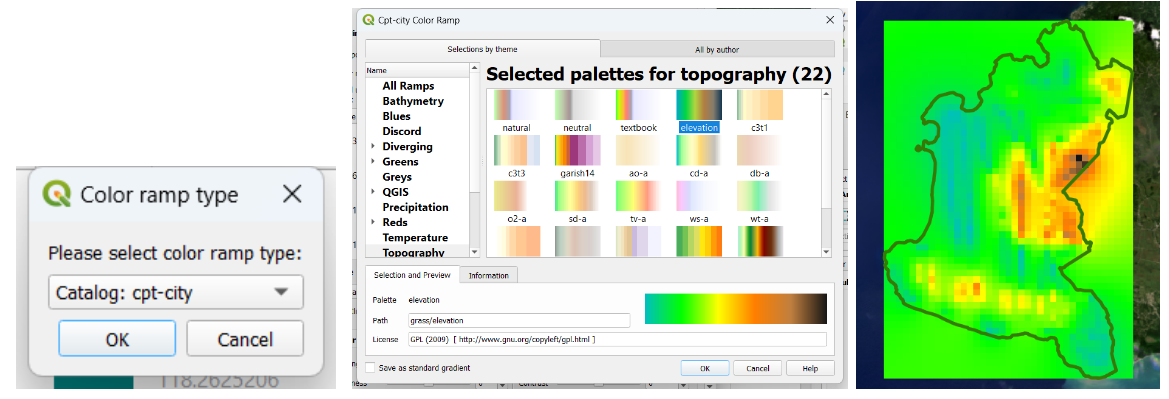 Color ramp type
Please select color ramp type:
Catalog: cpt-city
OK
Cancel
118.2625206
Cpt-city Color Ramp
Selections by theme
All by author
Name
All Ramps
Bathymetry
Blues
Discord
Diverging
Greens
Greys
QGIS
Precipitation
Reds
Temperature
Topography
Selected palettes for topography (22)
natural
neutral
textbook
elevation
c3t1
c3t3
garish14
ao-a
cd-a
db-a
o2-a
sd-a
tv-a
ws-a
wt-a
Selection and Preview
Information
Palette
elevation
Path
grass/elevation
License
GPL (2009) [ http://www.gnu.org/copyleft/gpl.html ]
Save as standard gradient
OK
Cancel
Help